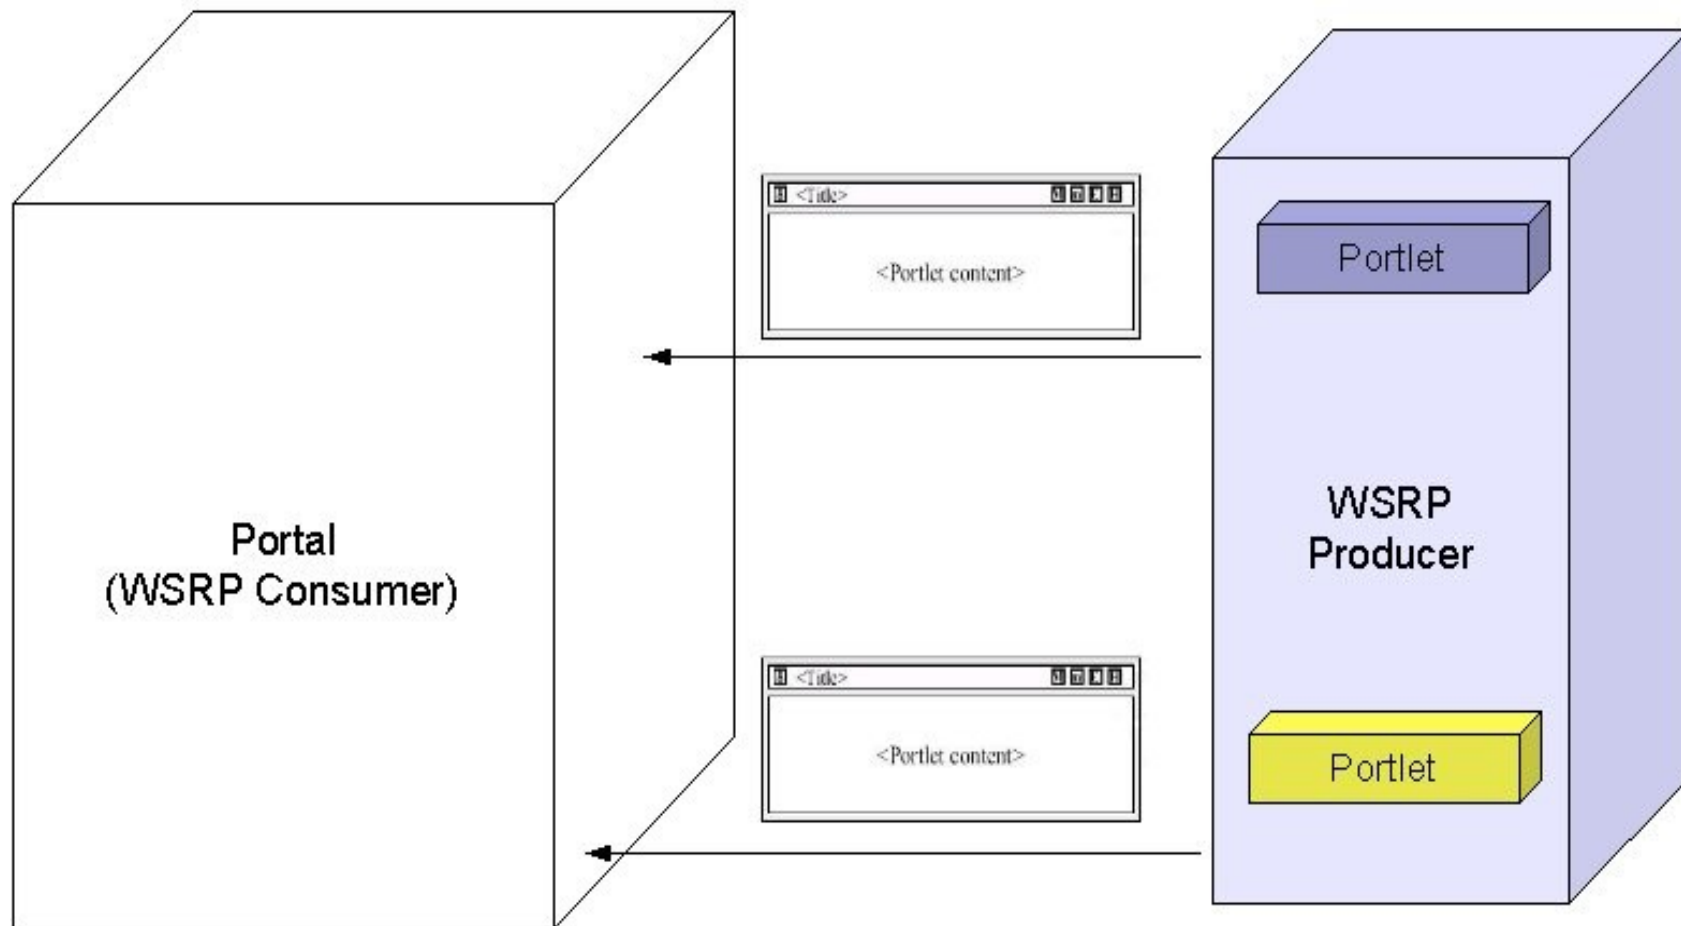 <Title>
<Portlet content>
Portlet
Portal
(WSRP Consumer)
WSRP
Producer
<Title>
<Portlet content>
Portlet